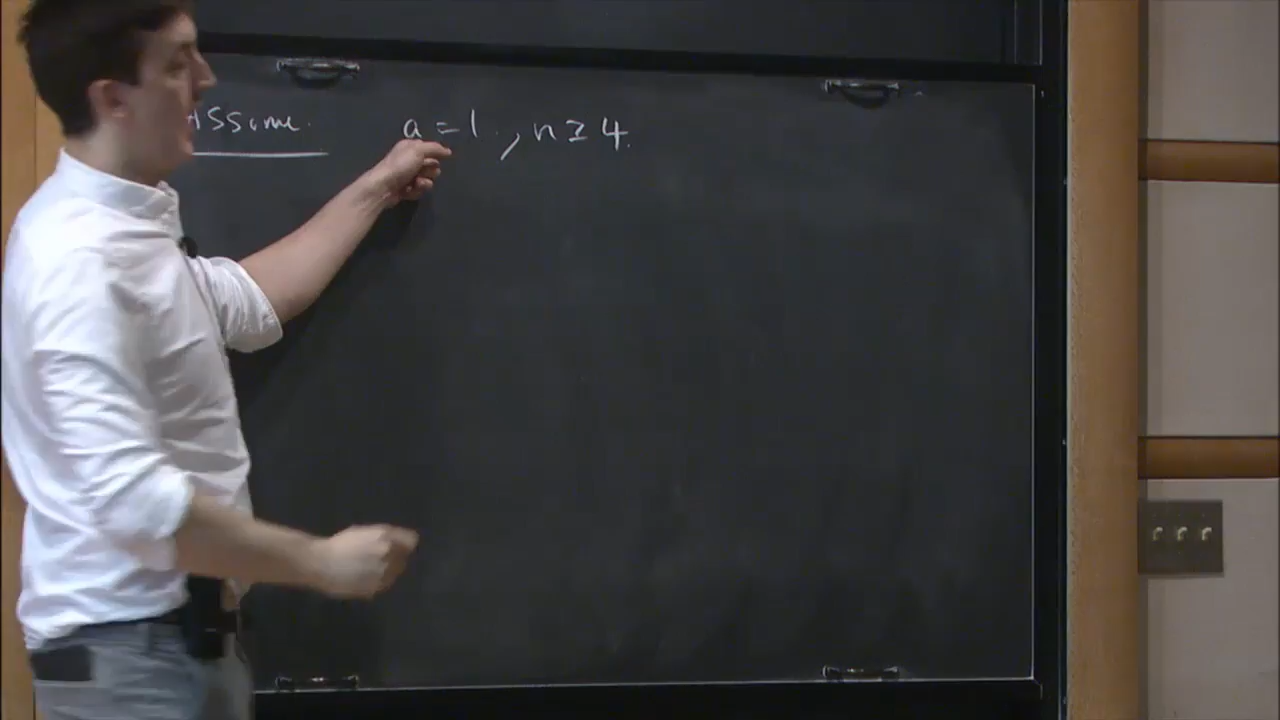 Assume. a = 1, n ≥ 4.